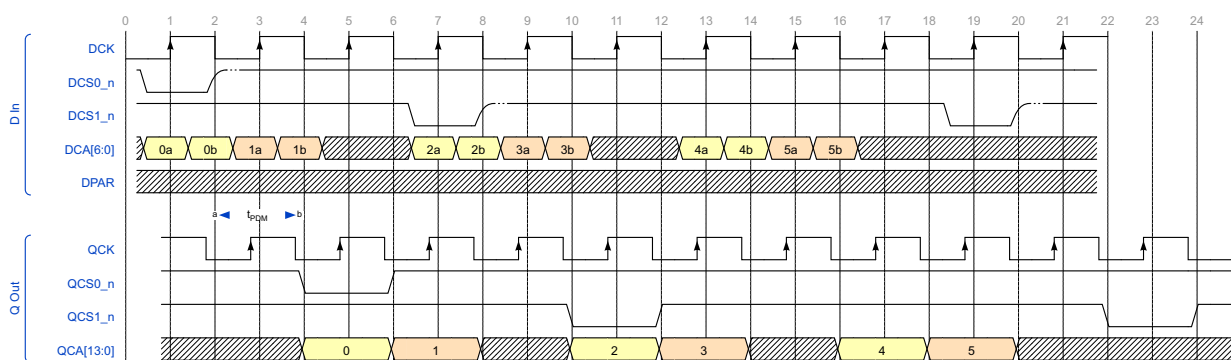 0 1 2 3 4 5 6 7 8 9 10 11 12 13 14 15 16 17 18 19 20 21 22 23 24
D In
DCK
DCS0_n
DCS1_n
DCA[6:0] 0a 0b 1a 1b 2a 2b 3a 3b 4a 4b 5a 5b
DPAR
a tPDM b
Q Out
QCK
QCS0_n
QCS1_n
QCA[13:0] 0 1 2 3 4 5